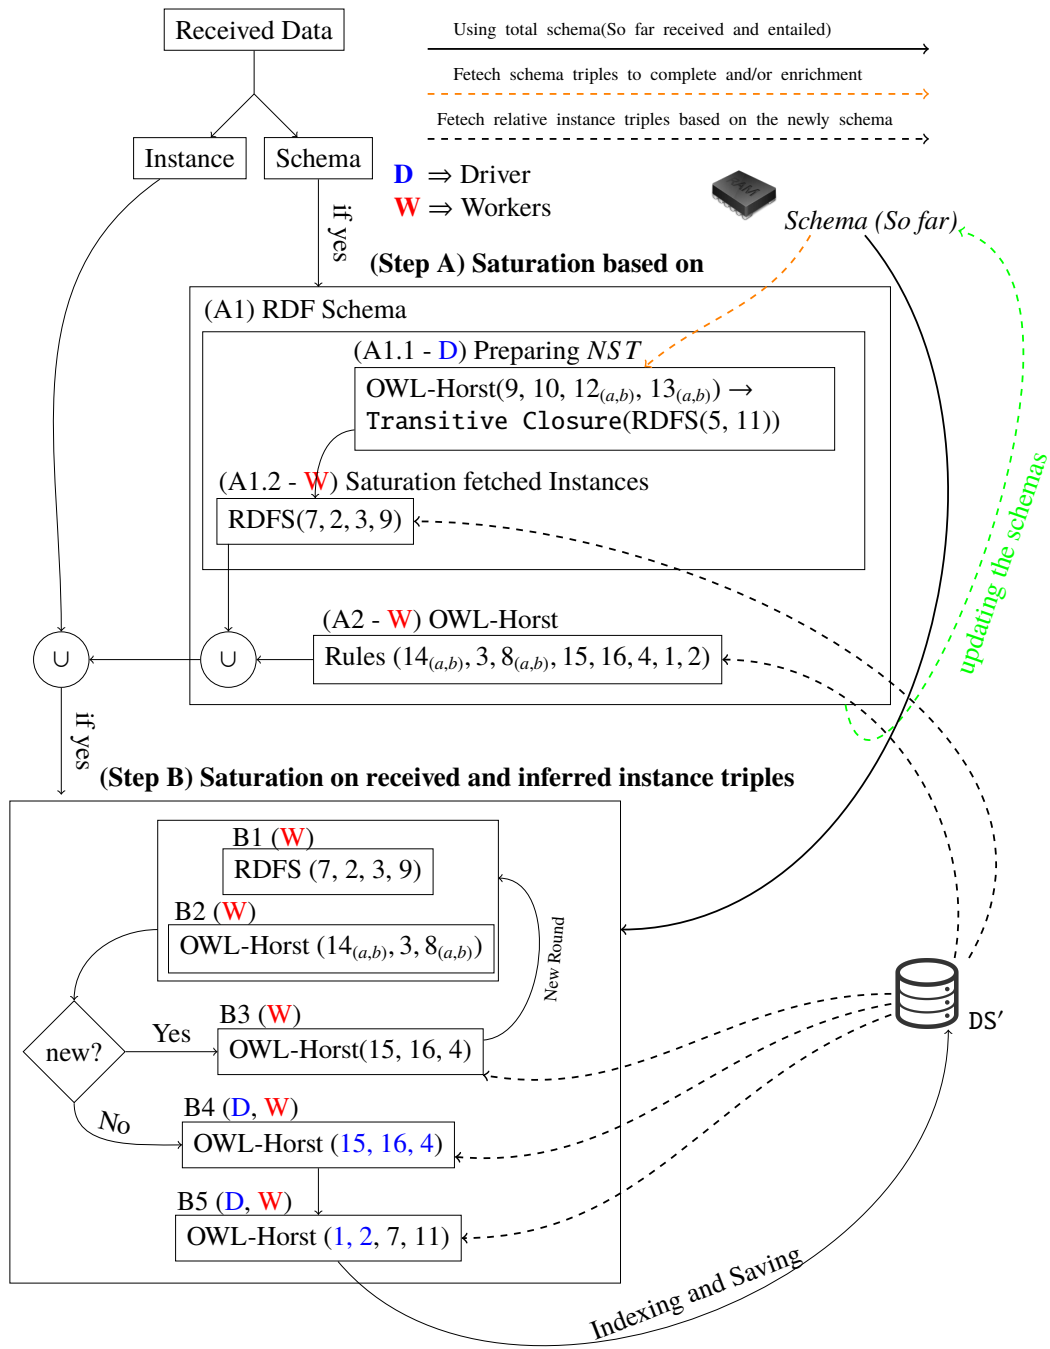 Received Data
Using total schema(So far received and entailed)
Fetech schema triples to complete and/or enrichment
Fetech relative instance triples based on the newly schema
Instance
Schema
D ⇒ Driver
W ⇒ Workers
RAM
Schema (So far)
if yes
(Step A) Saturation based on
(A1) RDF Schema
(A1.1 - D) Preparing NST
OWL-Horst(9, 10, 12(a,b), 13(a,b)) →
Transitive Closure(RDFS(5, 11))
(A1.2 - W) Saturation fetched Instances
RDFS(7, 2, 3, 9)
updating the schemas
(A2 - W) OWL-Horst
Rules (14(a,b), 3, 8(a,b), 15, 16, 4, 1, 2)
∪
∪
if yes
(Step B) Saturation on received and inferred instance triples
B1 (W)
RDFS (7, 2, 3, 9)
B2 (W)
OWL-Horst (14(a,b), 3, 8(a,b))
New Round
new?
Yes
B3 (W)
OWL-Horst(15, 16, 4)
DS′
No
B4 (D, W)
OWL-Horst (15, 16, 4)
B5 (D, W)
OWL-Horst (1, 2, 7, 11)
Indexing and Saving